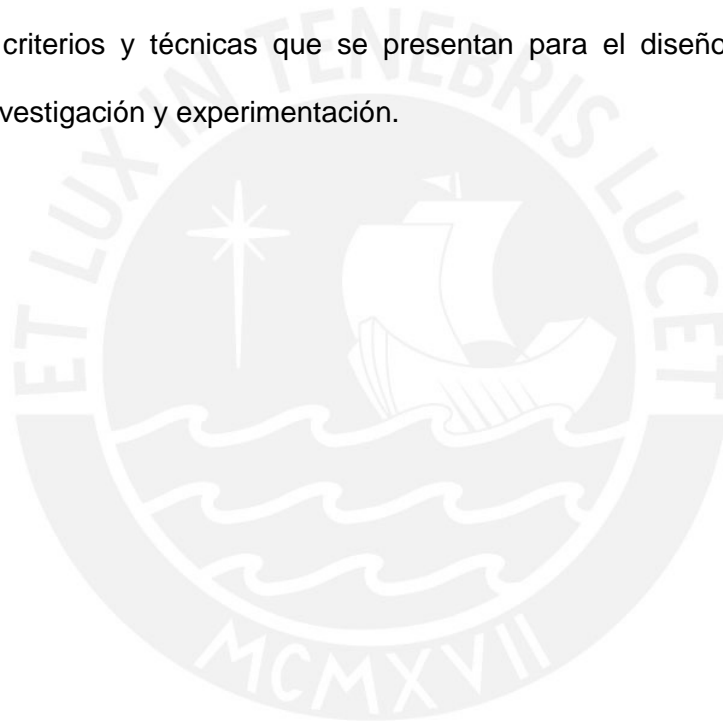 criterios y técnicas que se presentan para el diseño
vestigación y experimentación.
ET LUX IN TENEBRIS LUCET
MCMXVII